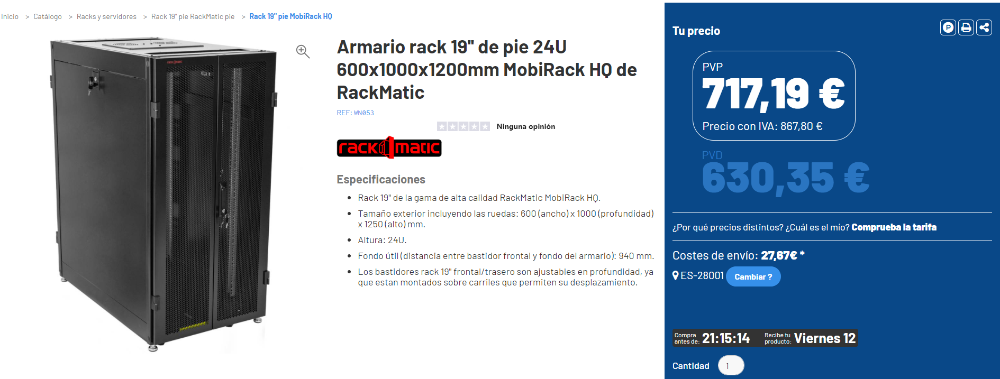 Inicio > Catálogo > Racks y servidores > Rack 19" pie RackMatic pie > Rack 19" pie MobiRack HQ
rackmatic
Armario rack 19" de pie 24U
600x1000x1200mm MobiRack HQ de
RackMatic
REF: WN053
Ninguna opinión
rackmatic
Especificaciones
Rack 19" de la gama de alta calidad RackMatic MobiRack HQ.
Tamaño exterior incluyendo las ruedas: 600 (ancho) x 1000 (profundidad)
x 1250 (alto) mm.
Altura: 24U.
Fondo útil (distancia entre bastidor frontal y fondo del armario): 940 mm.
Los bastidores rack 19" frontal/trasero son ajustables en profundidad, ya
que estan montados sobre carriles que permiten su desplazamiento.
Tu precio
P
PVP
717,19 €
Precio con IVA: 867,80 €
PVD
630,35 €
¿Por qué precios distintos? ¿Cuál es el mío? Comprueba la tarifa
Costes de envío: 27,67€ *
ES-28001 Cambiar ?
Compra
antes de: 21:15:14
Recibe tu
producto: Viernes 12
Cantidad 1